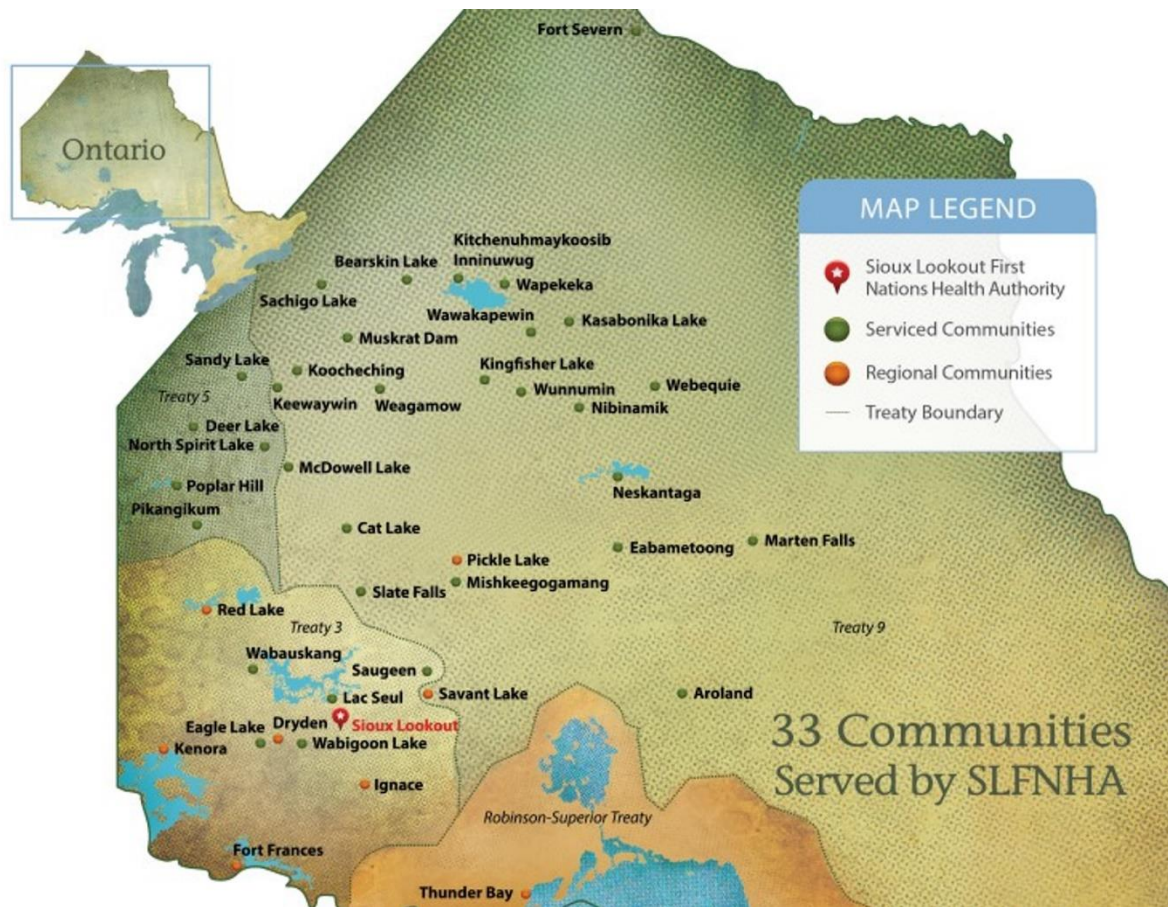 Fort Severn
Ontario
MAP LEGEND
Sioux Lookout First
Nations Health Authority
Serviced Communities
Regional Communities
Treaty Boundary
Kitchenuhmaykoosib
Inninuwug
Bearskin Lake
Wapekeka
Sachigo Lake
Wawakapewin
Kasabonika Lake
Muskrat Dam
Sandy Lake
Koocheching
Kingfisher Lake
Webequie
Wunnumin
Treaty 5
Keewaywin
Weagamow
Nibinamik
Deer Lake
North Spirit Lake
McDowell Lake
Poplar Hill
Neskantaga
Pikangikum
Cat Lake
Marten Falls
Eabametoong
Pickle Lake
Mishkeegogamang
Slate Falls
Red Lake
Treaty 3
Treaty 9
Wabauskang
Saugeen
Lac Seul
Savant Lake
Aroland
Eagle Lake
Dryden
Sioux Lookout
Kenora
Wabigoon Lake
33 Communities
Served by SLFNHA
Ignace
Robinson-Superior Treaty
Fort Frances
Thunder Bay